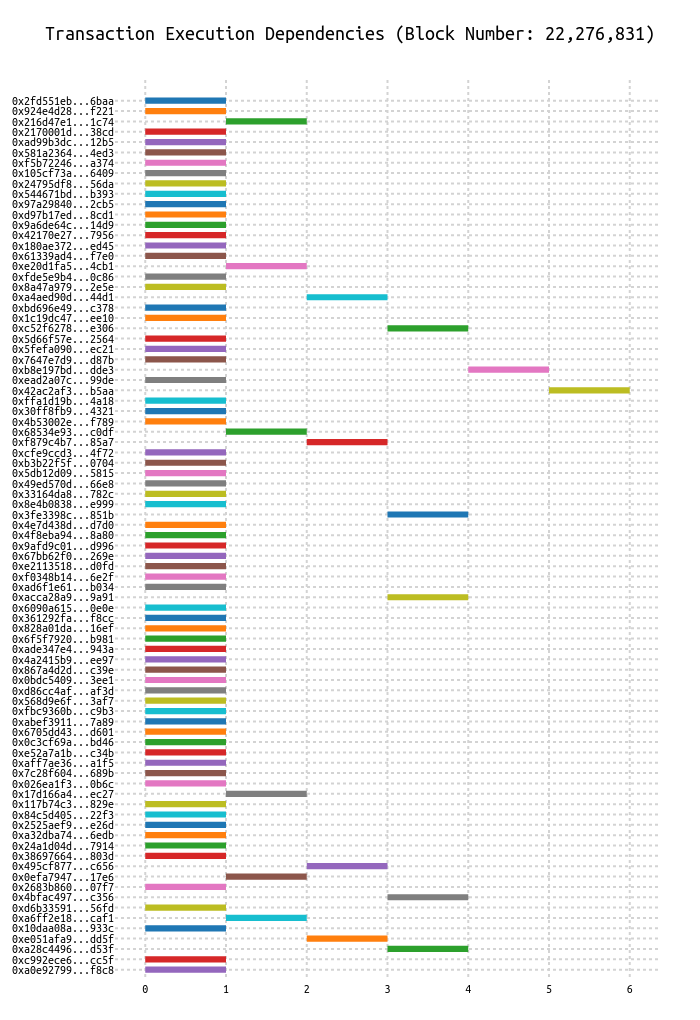 Transaction Execution Dependencies (Block Number: 22,276,831)
0x2fd551eb...6baa
0x924e4d28...f221
0x216d47e1...1c74
0x2170001d...38cd
0xad99b3dc...12b5
0x581a2364...4ed3
0xf5b72246...a374
0x105cf73a...6409
0x24795df8...56da
0x544671bd...b393
0x97a29840...2cb5
0xd97b17ed...8cd1
0x9a6de64c...14d9
0x42170e27...7956
0x180ae372...ed45
0x61339ad4...f7e0
0xe20d1fa5...4cb1
0xfde5e9b4...0c86
0x8a47a979...2e5e
0xa4aed90d...44d1
0xbd696e49...c378
0x1c19dc47...ee10
0xc52f6278...e306
0x5d66f57e...2564
0x5fefa090...ec21
0x7647e7d9...d87b
0xb8e197bd...dde3
0xead2a07c...99de
0x42ac2af3...b5aa
0xffa1d19b...4a18
0x30ff8fb9...4321
0x4b53002e...f789
0x68534e93...c0df
0xf879c4b7...85a7
0xcfe9ccd3...4f72
0xb3b22f5f...0704
0x5db12d09...5815
0x49ed570d...66e8
0x33164da8...782c
0x8e4b0838...e999
0x3fe3398c...851b
0x4e7d438d...d7d0
0x4f8eba94...8a80
0x9afd9c01...d996
0x67bb62f0...269e
0xe2113518...d0fd
0xf0348b14...6e2f
0xad6f1e61...b034
0xacca28a9...9a91
0x6090a615...0e0e
0x361292fa...f8cc
0x828a01da...16ef
0x6f5f7920...b981
0xade347e4...943a
0x4a2415b9...ee97
0x867a4d2d...c39e
0x0bdc5409...3ee1
0xd86cc4af...af3d
0x568d9e6f...3af7
0xfbc9360b...c9b3
0xabef3911...7a89
0x6705dd43...d601
0x0c3cf69a...bd46
0xe52a7a1b...c34b
0xaff7ae36...a1f5
0x7c28f604...689b
0x026ea1f3...0b6c
0x17d166a4...ec27
0x117b74c3...829e
0x84c5d405...22f3
0x2525aef9...e26d
0xa32dba74...6edb
0x24a1d04d...7914
0x38697664...803d
0x495cf877...c656
0x0efa7947...17e6
0x2683b860...07f7
0x4bfac497...c356
0xd6b33591...56fd
0xa6ff2e18...caf1
0x10daa08a...933c
0xe051afa9...dd5f
0xa28c4496...d53f
0xc992ece6...cc5f
0xa0e92799...f8c8
0 1 2 3 4 5 6